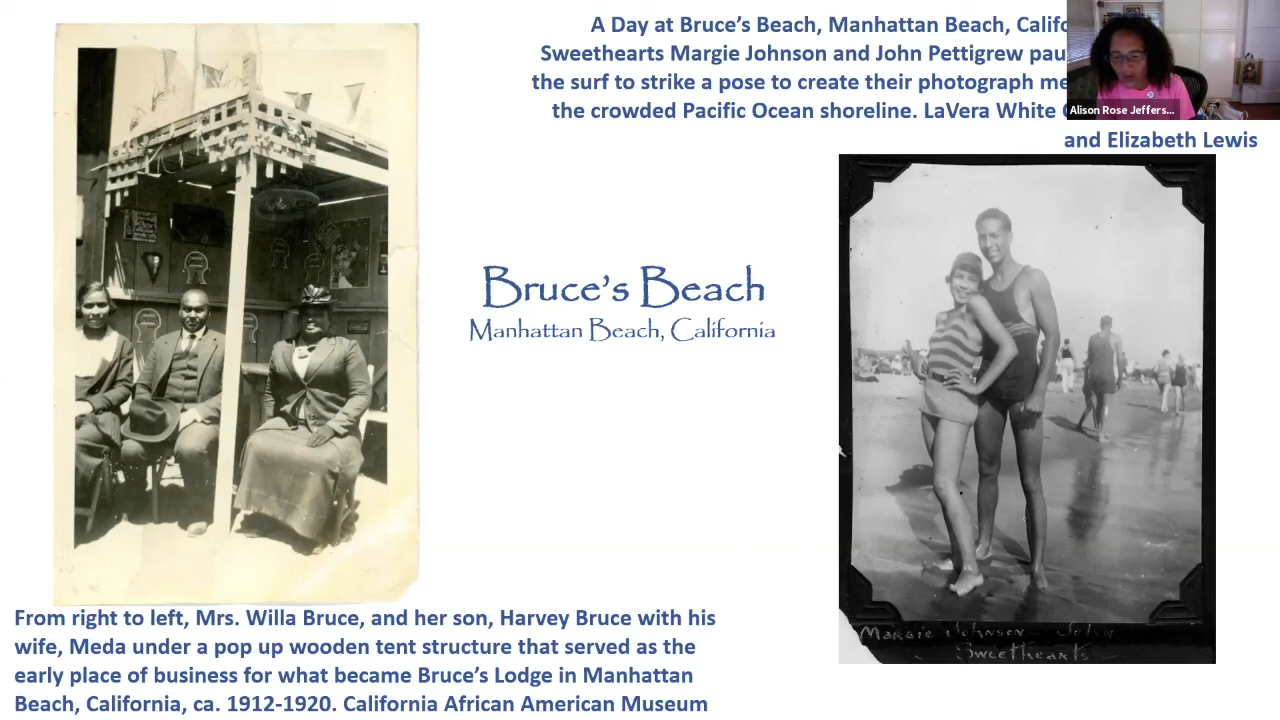 A Day at Bruce's Beach, Manhattan Beach,
Sweethearts Margie Johnson and John Pettigrew
the surf to strike a pose to create their photograph
the crowded Pacific Ocean shoreline. LaVera White
and Elizabeth Lewis
Alison Rose Jeffers...
Bruce's Beach
Manhattan Beach, California
Margie Johnson - John
Sweethearts
From right to left, Mrs. Willa Bruce, and her son, Harvey Bruce with his
wife, Meda under a pop up wooden tent structure that served as the
early place of business for what became Bruce's Lodge in Manhattan
Beach, California, ca. 1912-1920. California African American Museum